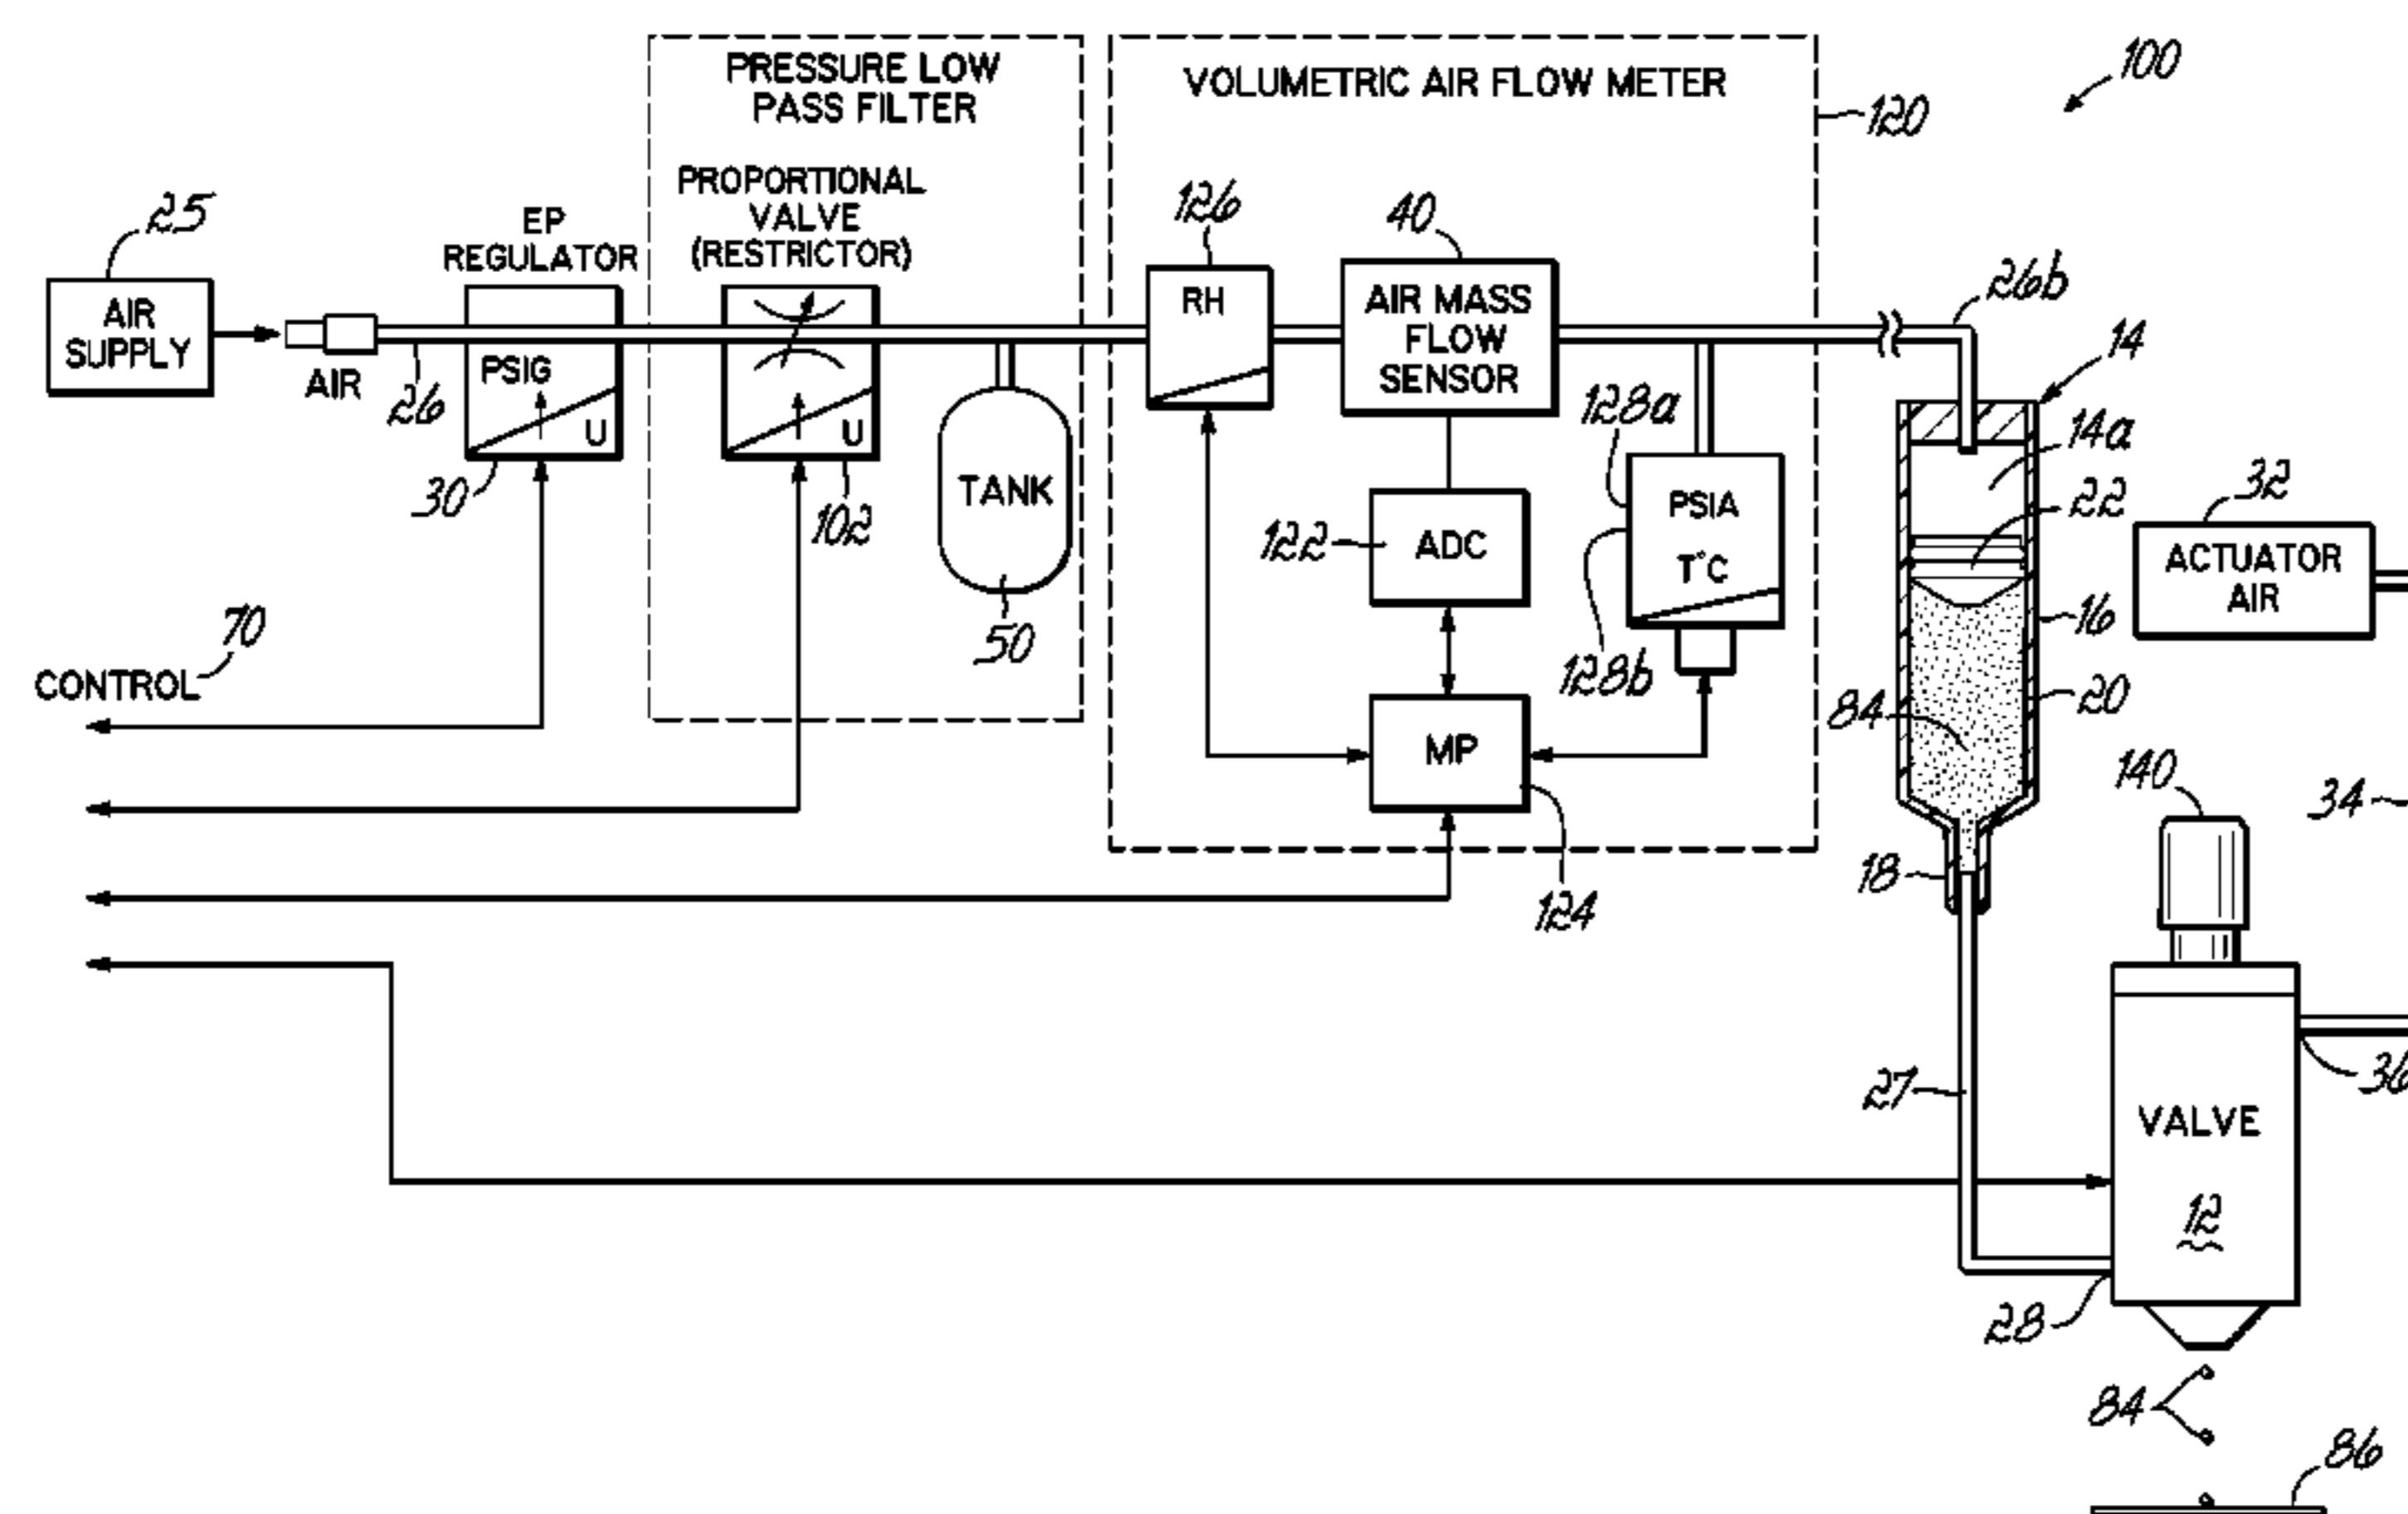 PRESSURE LOW
PASS FILTER
VOLUMETRIC AIR FLOW METER
100
120
PROPORTIONAL
VALVE
(RESTRICTOR)
25
EP
REGULATOR
126
40
26b
AIR
SUPPLY
AIR
26
PSIG
U
30
U
102
TANK
50
RH
AIR MASS
FLOW
SENSOR
128a
128b
PSIA
T°C
122
ADC
MP
124
14
14a
22
32
ACTUATOR
AIR
16
20
84
70
CONTROL
140
34
18
27
36
VALVE
12
28
84
86